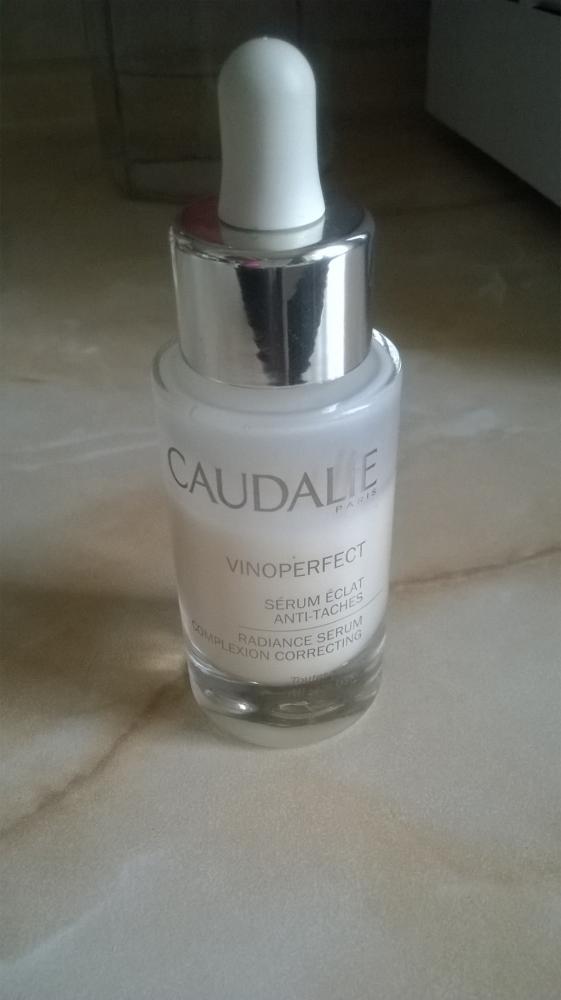 CAUDALIE
PARIS
VINOPERFECT
SÉRUM ÉCLAT
ANTI-TACHES
RADIANCE SERUM
COMPLEXION CORRECTING